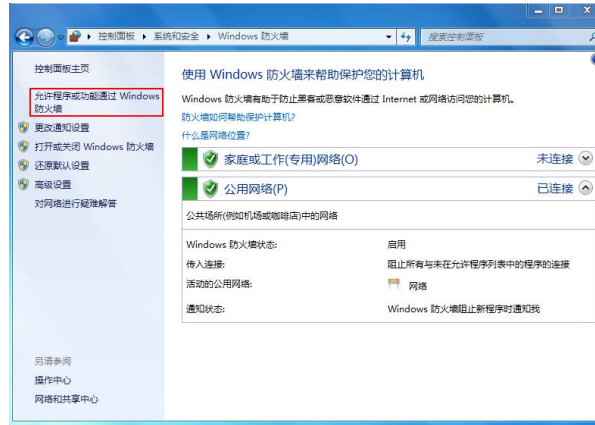 控制面板 ▸ 系统和安全 ▸ Windows 防火墙
搜索控制面板
控制面板主页
允许程序或功能通过 Windows
防火墙
更改通知设置
打开或关闭 Windows 防火墙
还原默认设置
高级设置
对网络进行疑难解答
另请参阅
操作中心
网络和共享中心
使用 Windows 防火墙来帮助保护您的计算机
Windows 防火墙有助于防止黑客或恶意软件通过 Internet 或网络访问您的计算机。
防火墙如何帮助保护计算机?
什么是网络位置?
家庭或工作(专用)网络(O) 未连接
公用网络(P) 已连接
公共场所(例如机场或咖啡店)中的网络
Windows 防火墙状态: 启用
传入连接: 阻止所有与未在允许程序列表中的程序的连接
活动的公用网络: 网络
通知状态: Windows 防火墙阻止新程序时通知我